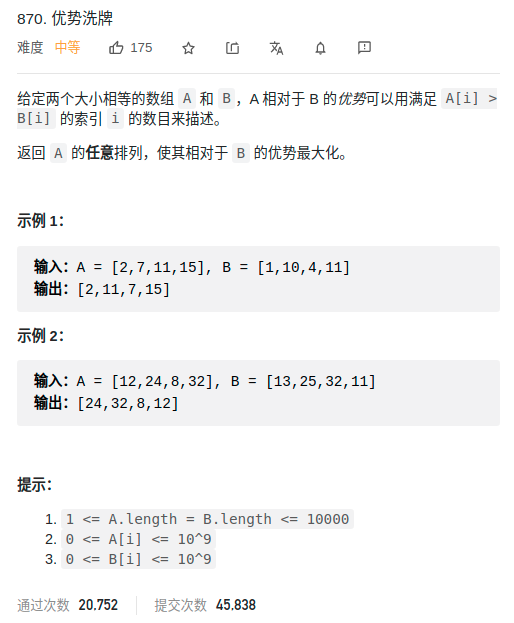 870. 优势洗牌
难度 中等 175
给定两个大小相等的数组 A 和 B，A 相对于 B 的优势可以用满足 A[i] >
B[i] 的索引 i 的数目来描述。
返回 A 的任意排列，使其相对于 B 的优势最大化。
示例 1：
输入：A = [2,7,11,15], B = [1,10,4,11]
输出：[2,11,7,15]
示例 2：
输入：A = [12,24,8,32], B = [13,25,32,11]
输出：[24,32,8,12]
提示：
1. 1 <= A.length = B.length <= 10000
2. 0 <= A[i] <= 10^9
3. 0 <= B[i] <= 10^9
通过次数 20.752 提交次数 45.838